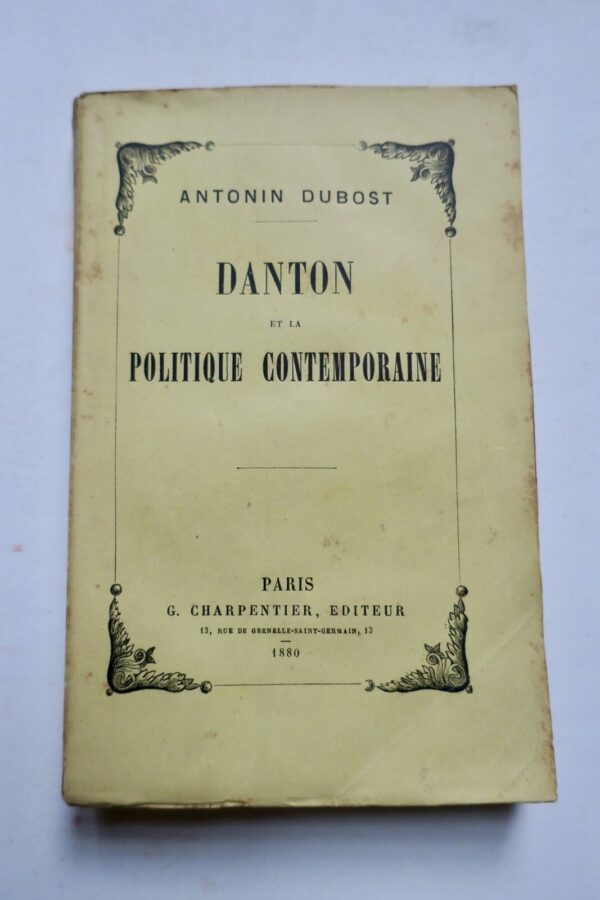 ANTONIN DUBOST
DANTON
ET LA
POLITIQUE CONTEMPORAINE
PARIS
G. CHARPENTIER, EDITEUR
13, RUE DE GRENELLE-SAINT-GERMAIN, 13
1880